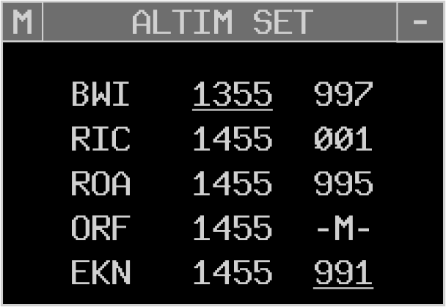 M ALTIM SET -
BWI 1355 997
RIC 1455 001
ROA 1455 995
ORF 1455 -M-
EKN 1455 991